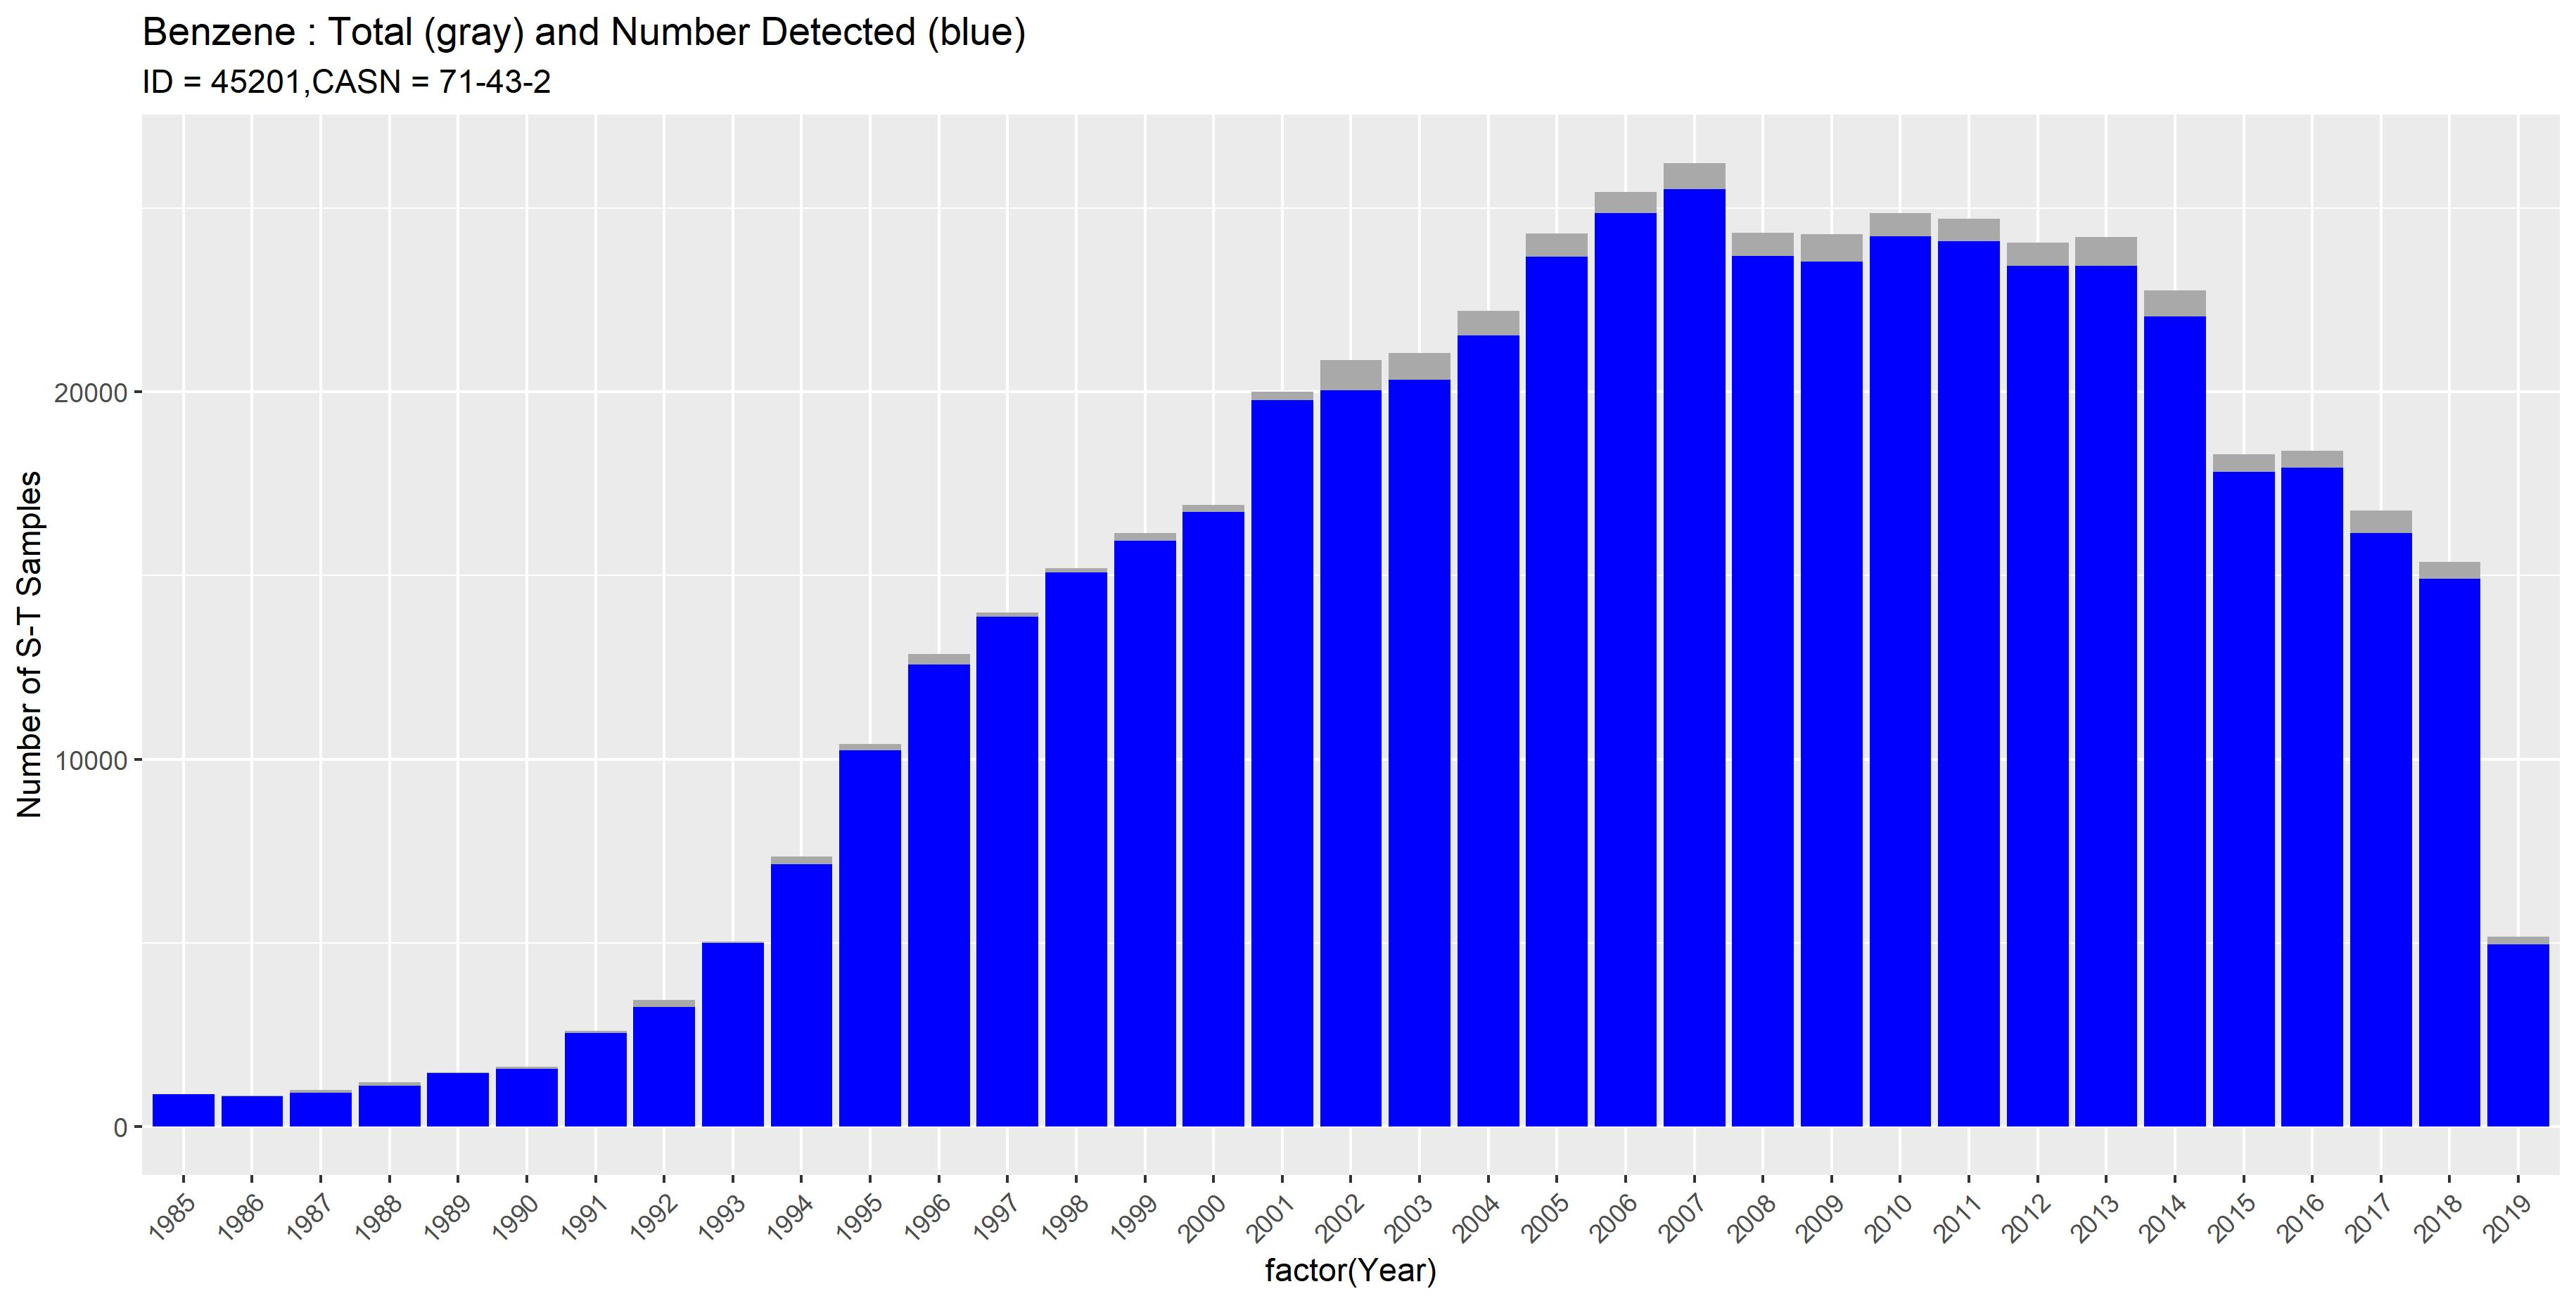 Benzene : Total (gray) and Number Detected (blue)
ID = 45201,CASN = 71-43-2
Number of S-T Samples
20000
10000
0
1985 1986 1987 1988 1989 1990 1991 1992 1993 1994 1995 1996 1997 1998 1999 2000 2001 2002 2003 2004 2005 2006 2007 2008 2009 2010 2011 2012 2013 2014 2015 2016 2017 2018 2019
factor(Year)